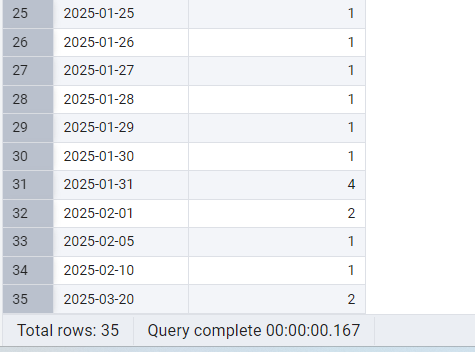 25 2025-01-25 1
26 2025-01-26 1
27 2025-01-27 1
28 2025-01-28 1
29 2025-01-29 1
30 2025-01-30 1
31 2025-01-31 4
32 2025-02-01 2
33 2025-02-05 1
34 2025-02-10 1
35 2025-03-20 2
Total rows: 35 Query complete 00:00:00.167